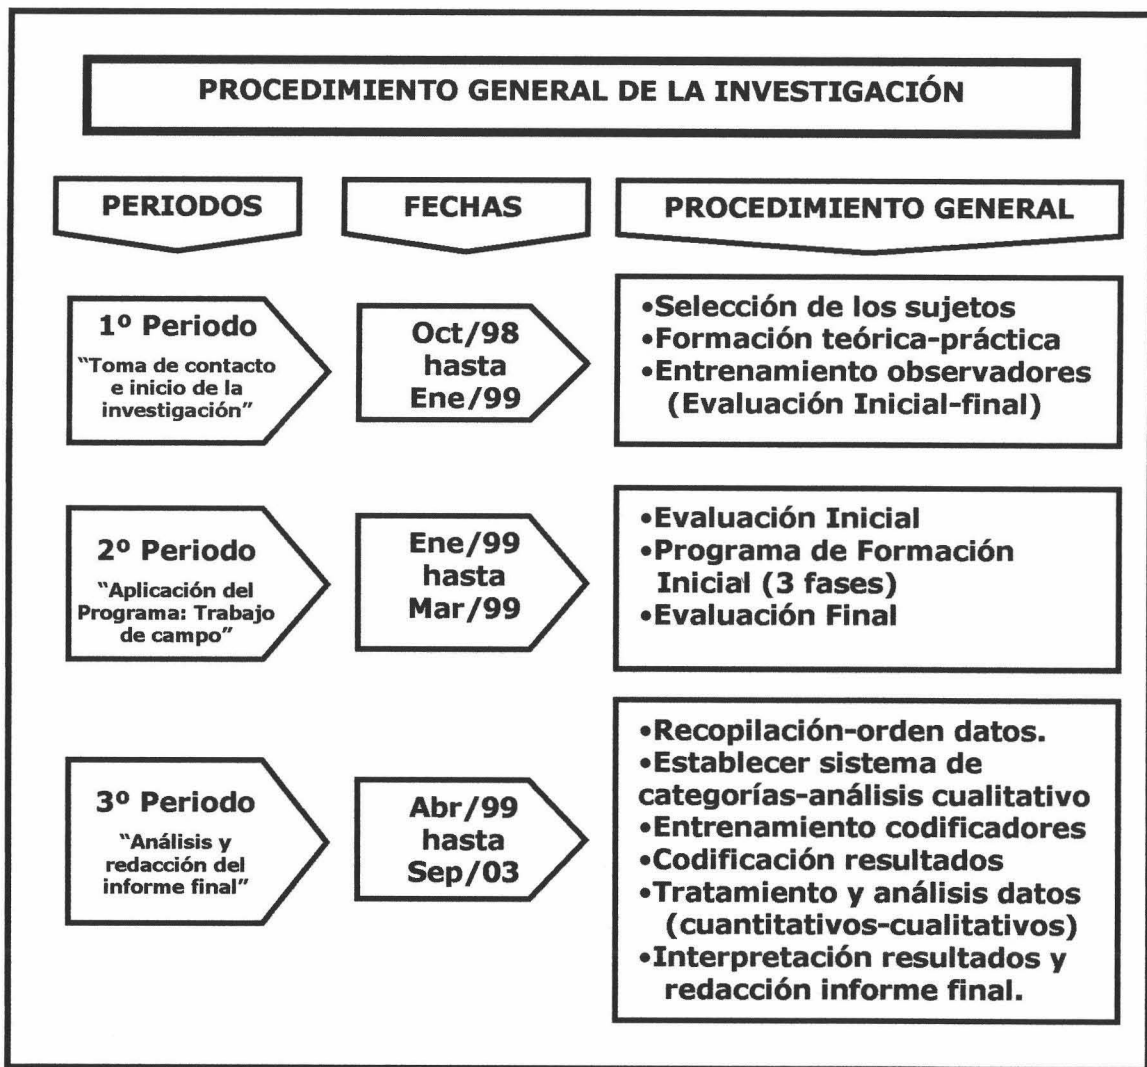 PROCEDIMIENTO GENERAL DE LA INVESTIGACIÓN
PERIODOS
FECHAS
PROCEDIMIENTO GENERAL
1º Periodo
“Toma de contacto
e inicio de la
investigación”
Oct/98
hasta
Ene/99
•Selección de los sujetos
•Formación teórica-práctica
•Entrenamiento observadores
(Evaluación Inicial-final)
2º Periodo
“Aplicación del
Programa: Trabajo
de campo”
Ene/99
hasta
Mar/99
•Evaluación Inicial
•Programa de Formación
Inicial (3 fases)
•Evaluación Final
3º Periodo
“Análisis y
redacción del
informe final”
Abr/99
hasta
Sep/03
•Recopilación-orden datos.
•Establecer sistema de
categorías-análisis cualitativo
•Entrenamiento codificadores
•Codificación resultados
•Tratamiento y análisis datos
(cuantitativos-cualitativos)
•Interpretación resultados y
redacción informe final.